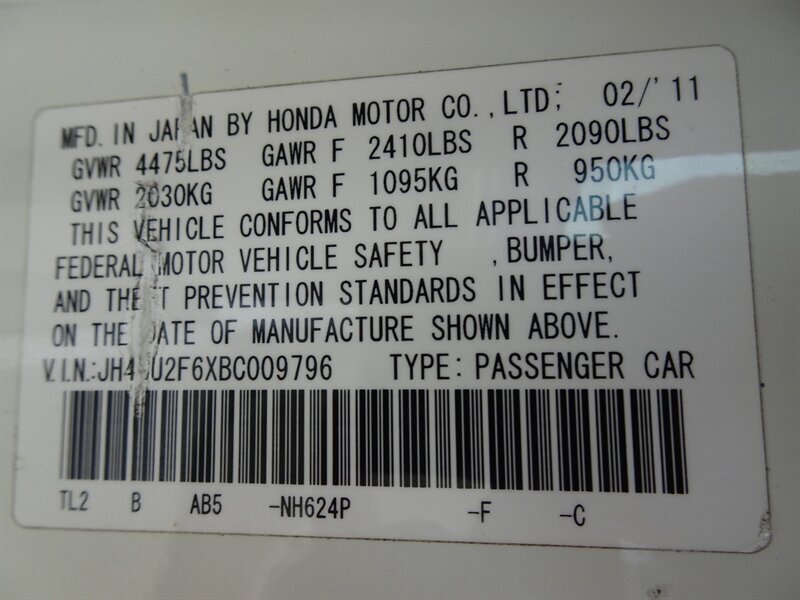 MFD. IN JAPAN BY HONDA MOTOR CO., LTD; 02/'11
GVWR 4475LBS GAWR F 2410LBS R 2090LBS
GVWR 2030KG GAWR F 1095KG R 950KG
THIS VEHICLE CONFORMS TO ALL APPLICABLE
FEDERAL MOTOR VEHICLE SAFETY , BUMPER,
AND THEFT PREVENTION STANDARDS IN EFFECT
ON THE DATE OF MANUFACTURE SHOWN ABOVE.
V.I.N.: JH4CU2F6XBC009796 TYPE: PASSENGER CAR
TL2 B AB5 -NH624P -F -C